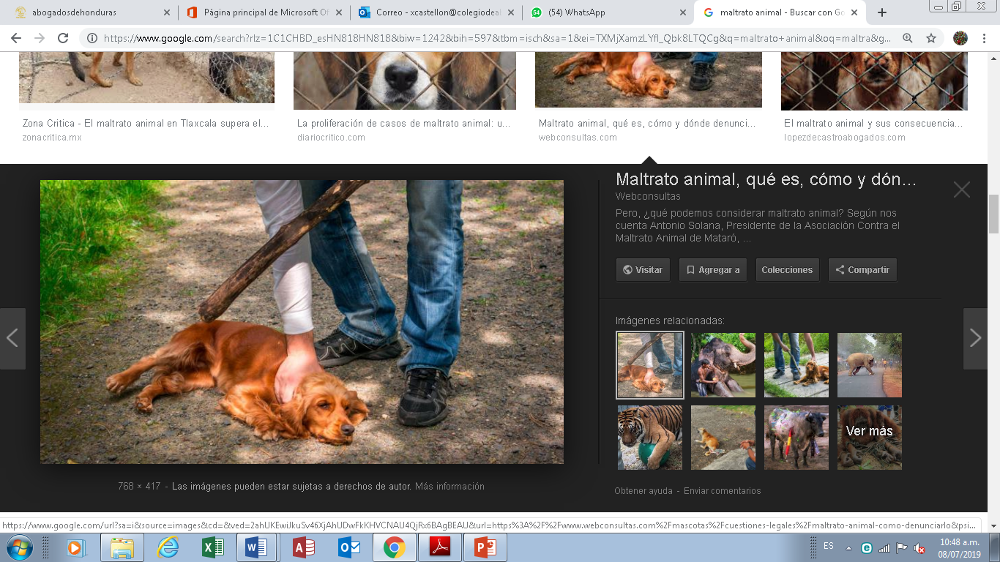 abogadosdehonduras
Página principal de Microsoft Of
Correo - xcastellon@colegiodeal
(54) WhatsApp
maltrato animal - Buscar con Go
https://www.google.com/search?rlz=1C1CHBD_esHN818HN818&biw=1242&bih=597&tbm=isch&sa=1&ei=TXMjXamzLYfl_Qbk8LTQCg&q=maltrato+animal&oq=maltra&g...
Zona Critica - El maltrato animal en Tlaxcala supera el...
zonacritica.mx
La proliferación de casos de maltrato animal: u...
diariocritico.com
Maltrato animal, qué es, cómo y dónde denunci...
webconsultas.com
El maltrato animal y sus consecuencia...
lopezdecastroabogados.com
Maltrato animal, qué es, cómo y dón...
Webconsultas
Pero, ¿qué podemos considerar maltrato animal? Según nos
cuenta Antonio Solana, Presidente de la Asociación Contra el
Maltrato Animal de Mataró, ...
Visitar
Agregar a
Colecciones
Compartir
Imágenes relacionadas:
Ver más
768 × 417 - Las imágenes pueden estar sujetas a derechos de autor. Más información
Obtener ayuda - Enviar comentarios
https://www.google.com/url?sa=i&source=images&cd=&ved=2ahUKEwiJkuSv46XjAhUDwFkKHVCNAU4QjRx6BAgBEAU&url=https%3A%2F%2Fwww.webconsultas.com%2Fmascotas%2Fcuestiones-legales%2Fmaltrato-animal-como-denunciarlo&psi...
ES
10:48 a.m.
08/07/2019